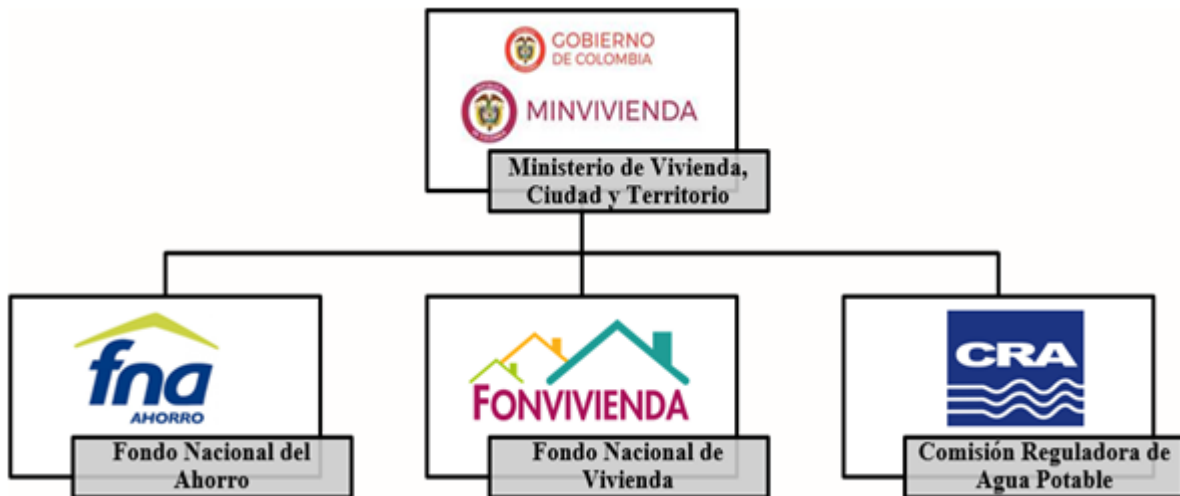 GOBIERNO
DE COLOMBIA
MINVIVIENDA
Ministerio de Vivienda,
Ciudad y Territorio
fna
AHORRO
Fondo Nacional del
Ahorro
FONVIVIENDA
Fondo Nacional de
Vivienda
CRA
Comisión Reguladora de
Agua Potable